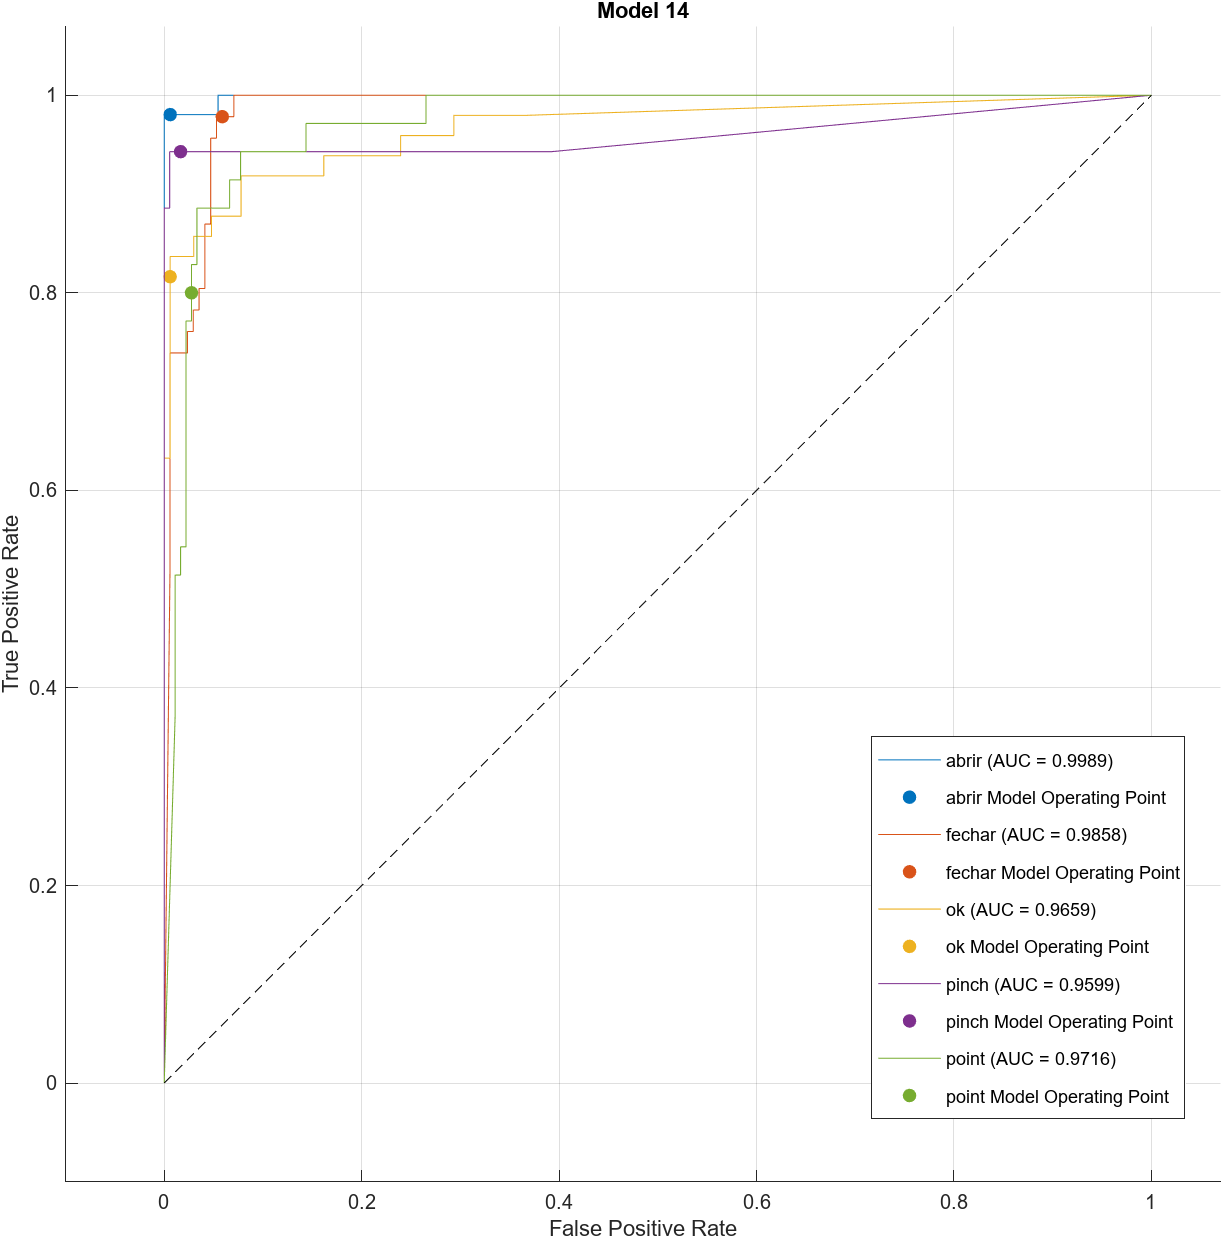 Model 14
1
0.8
0.6
0.4
0.2
0
True Positive Rate
abrir (AUC = 0.9989)
abrir Model Operating Point
fechar (AUC = 0.9858)
fechar Model Operating Point
ok (AUC = 0.9659)
ok Model Operating Point
pinch (AUC = 0.9599)
pinch Model Operating Point
point (AUC = 0.9716)
point Model Operating Point
0 0.2 0.4 0.6 0.8 1
False Positive Rate